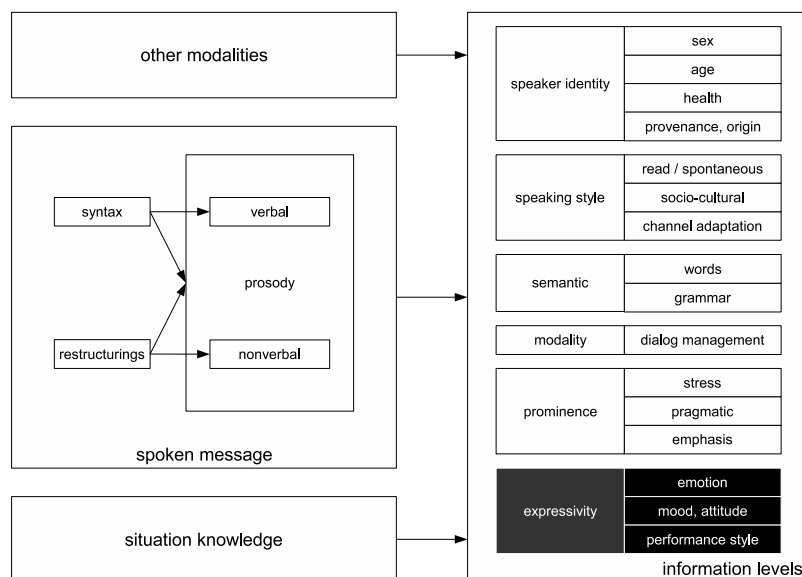 other modalities
syntax
verbal
prosody
restructurings
nonverbal
spoken message
situation knowledge
speaker identity
sex
age
health
provenance, origin
speaking style
read / spontaneous
socio-cultural
channel adaptation
semantic
words
grammar
modality
dialog management
prominence
stress
pragmatic
emphasis
expressivity
emotion
mood, attitude
performance style
information levels